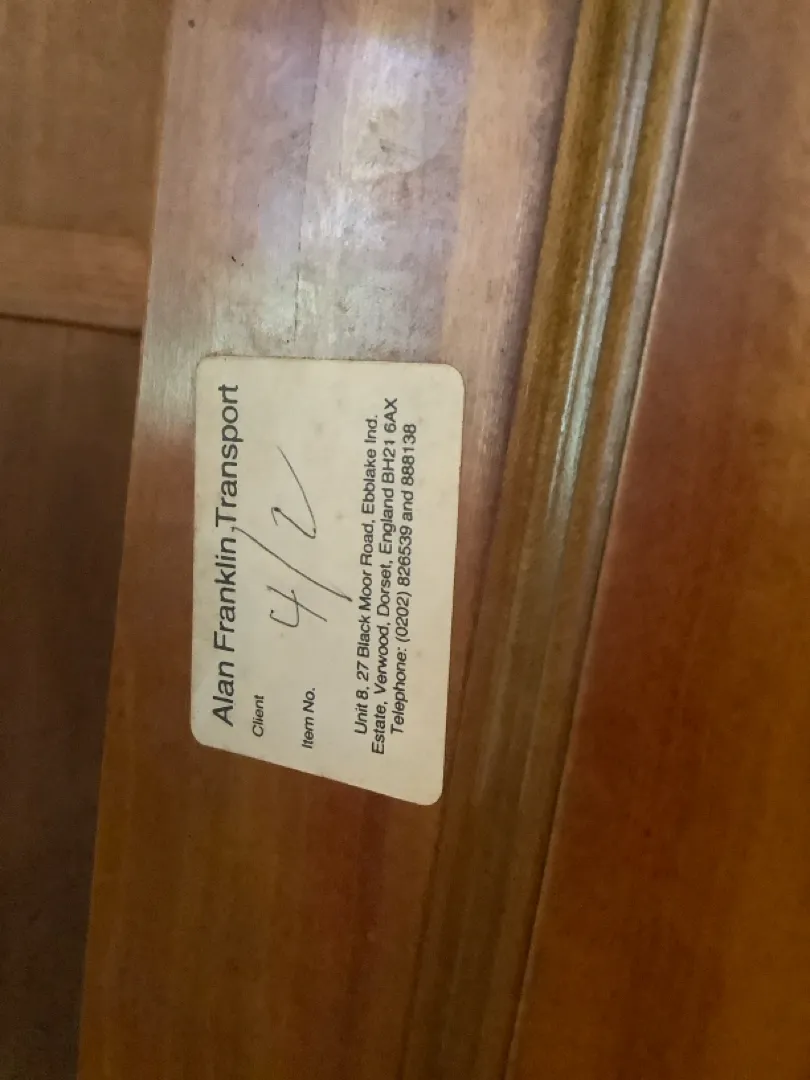 Alan Franklin Transport
Client
4/2
Item No.
Unit 8, 27 Black Moor Road, Ebblake Ind.
Estate, Verwood, Dorset, England BH21 6AX
Telephone: (0202) 826539 and 888138